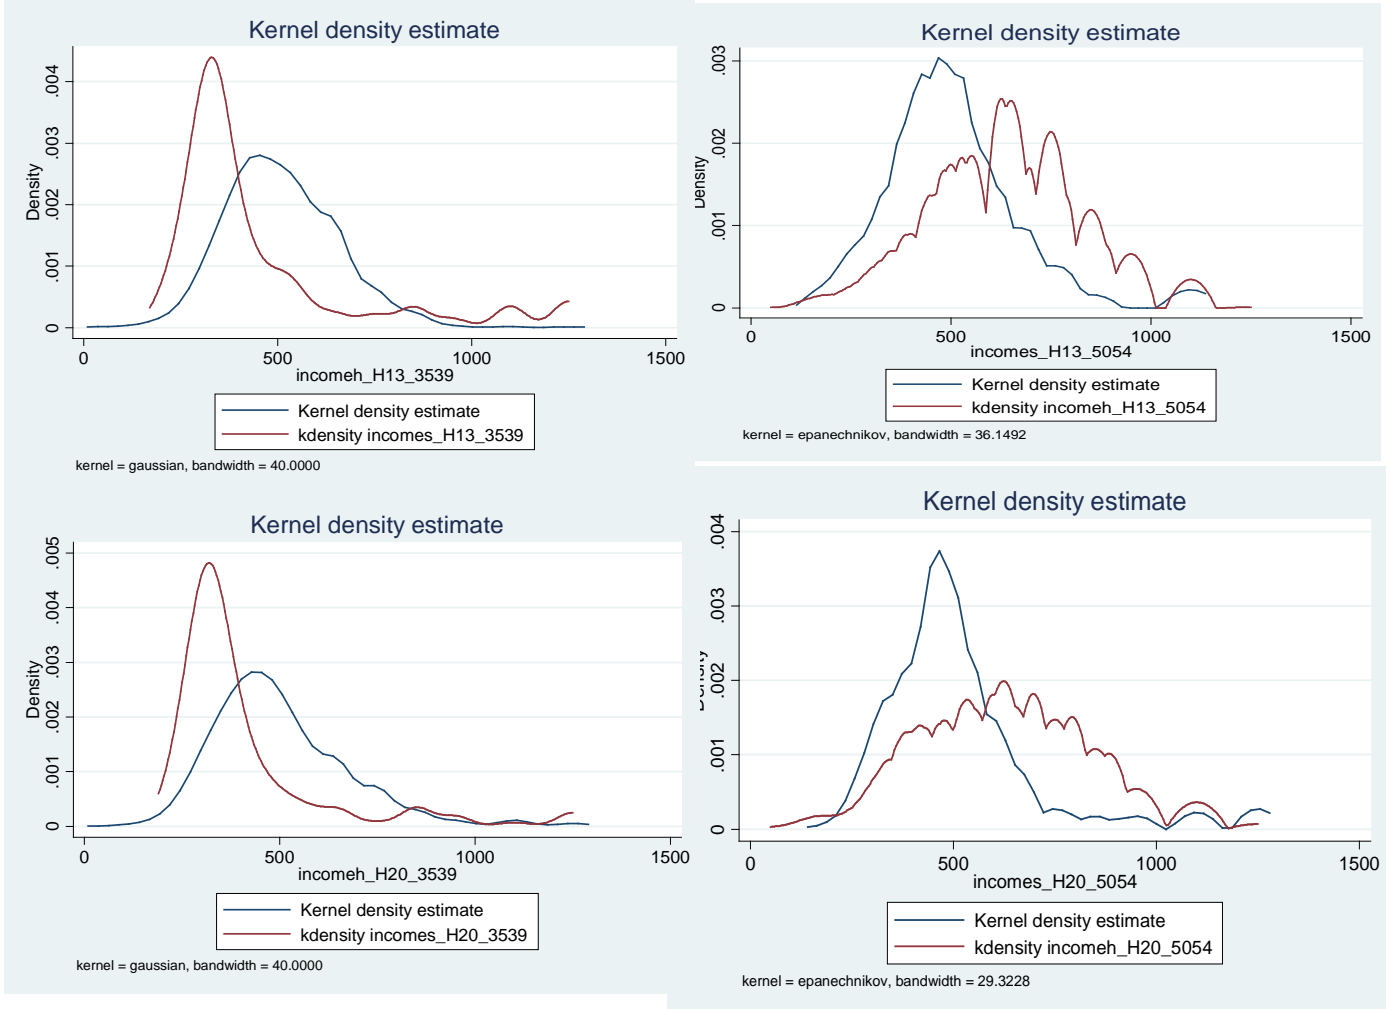 Kernel density estimate
.004
.003
.002
.001
0
Density
0 500 1000 1500
incomeh_H13_3539
Kernel density estimate
kdensity incomes_H13_3539
kernel = gaussian, bandwidth = 40.0000
Kernel density estimate
.003
.002
.001
0
Density
0 500 1000 1500
incomes_H13_5054
Kernel density estimate
kdensity incomeh_H13_5054
kernel = epanechnikov, bandwidth = 36.1492
Kernel density estimate
.005
.004
.003
.002
.001
0
Density
0 500 1000 1500
incomeh_H20_3539
Kernel density estimate
kdensity incomes_H20_3539
kernel = gaussian, bandwidth = 40.0000
Kernel density estimate
.004
.003
.002
.001
0
Density
0 500 1000 1500
incomes_H20_5054
Kernel density estimate
kdensity incomeh_H20_5054
kernel = epanechnikov, bandwidth = 29.3228